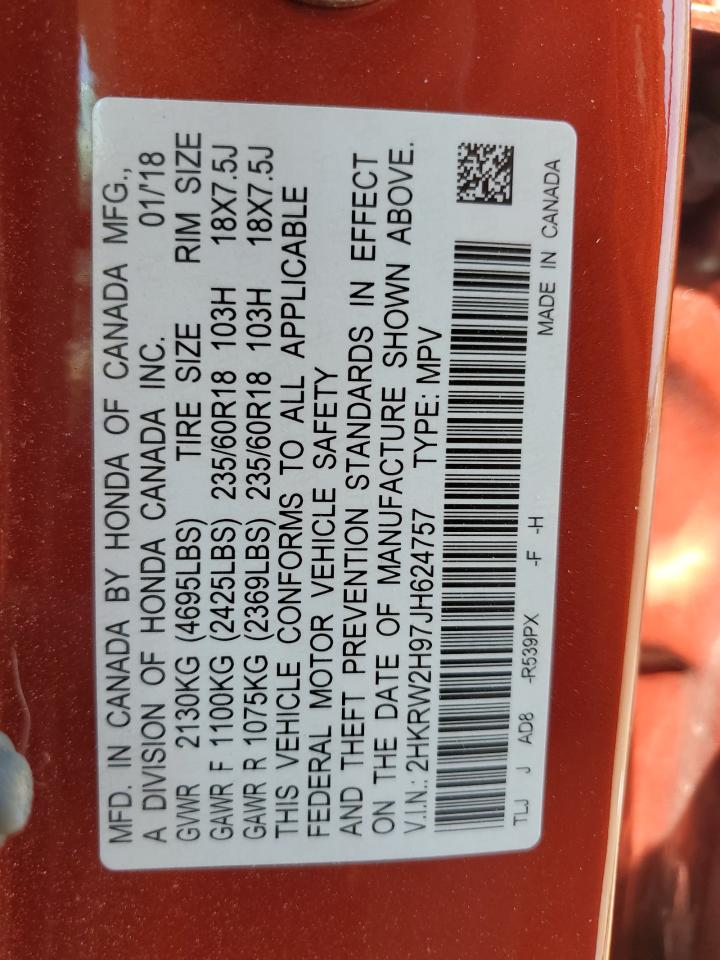 MFD. IN CANADA BY HONDA OF CANADA MFG.,
A DIVISION OF HONDA CANADA INC. 01/'18
GVWR 2130KG (4695LBS) TIRE SIZE RIM SIZE
GAWR F 1100KG (2425LBS) 235/60R18 103H 18X7.5J
GAWR R 1075KG (2369LBS) 235/60R18 103H 18X7.5J
THIS VEHICLE CONFORMS TO ALL APPLICABLE
FEDERAL MOTOR VEHICLE SAFETY
AND THEFT PREVENTION STANDARDS IN EFFECT
ON THE DATE OF MANUFACTURE SHOWN ABOVE.
V.I.N.: 2HKRW2H97JH624757 TYPE: MPV
TLJ J AD8 -R539PX -F -H MADE IN CANADA